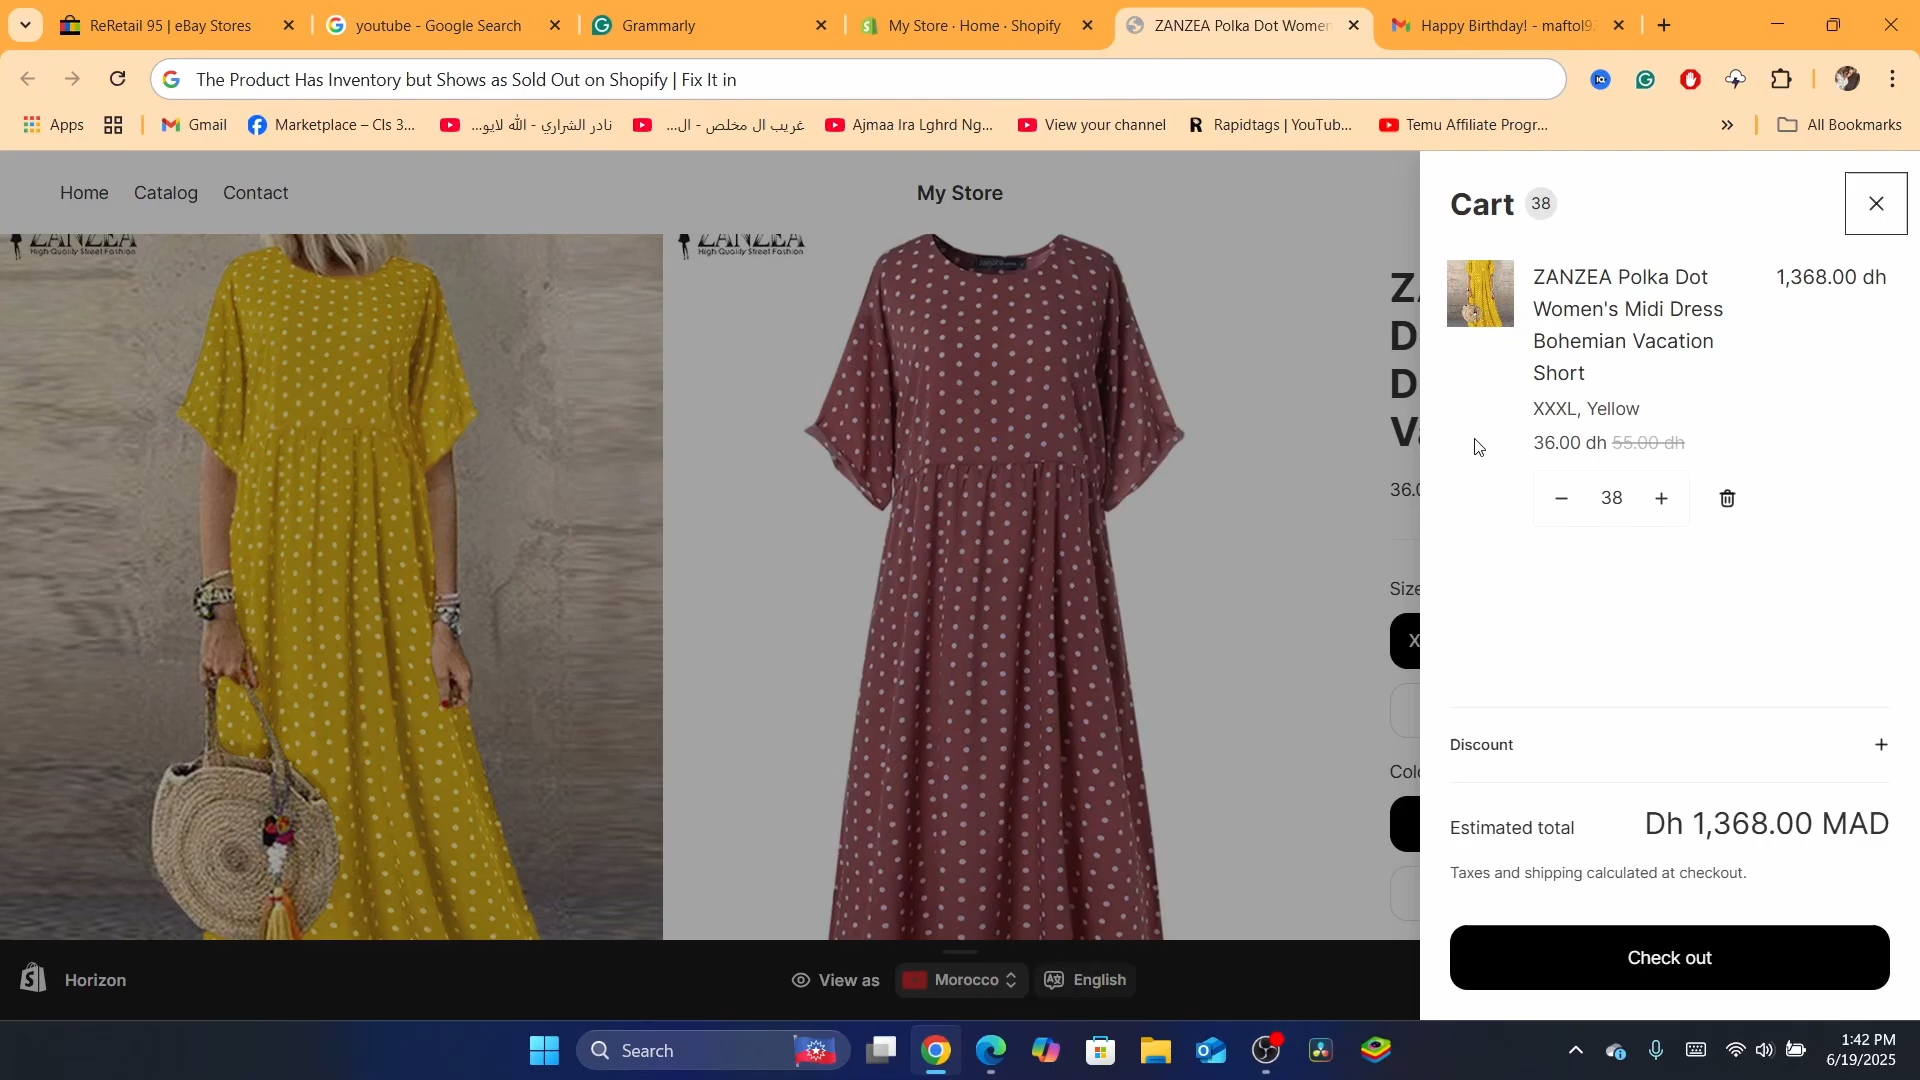 ReRetail 95 | eBay Stores
youtube - Google Search
Grammarly
My Store · Home · Shopify
ZANZEA Polka Dot Women
Happy Birthday! - maftol9
The Product Has Inventory but Shows as Sold Out on Shopify | Fix It in
Apps
Gmail
Marketplace – Cls 3...
نادر الشراري - الله لايو...
غريب ال مخلص - ال...
Ajmaa Ira Lghrd Ng...
View your channel
R
Rapidtags | YouTub...
Temu Affiliate Progr...
All Bookmarks
Home
Catalog
Contact
My Store
ZANZEA
High Quality Street Fashion
ZANZEA
High Quality Street Fashion
Z
D
D
V
36.0
Size
X
Colo
Cart 38
ZANZEA Polka Dot
Women's Midi Dress
Bohemian Vacation
Short
1,368.00 dh
XXXL, Yellow
36.00 dh 55.00 dh
− 38 +
Discount +
Estimated total
Dh 1,368.00 MAD
Taxes and shipping calculated at checkout.
Check out
Horizon
View as
Morocco
English
Search
1:42 PM
6/19/2025